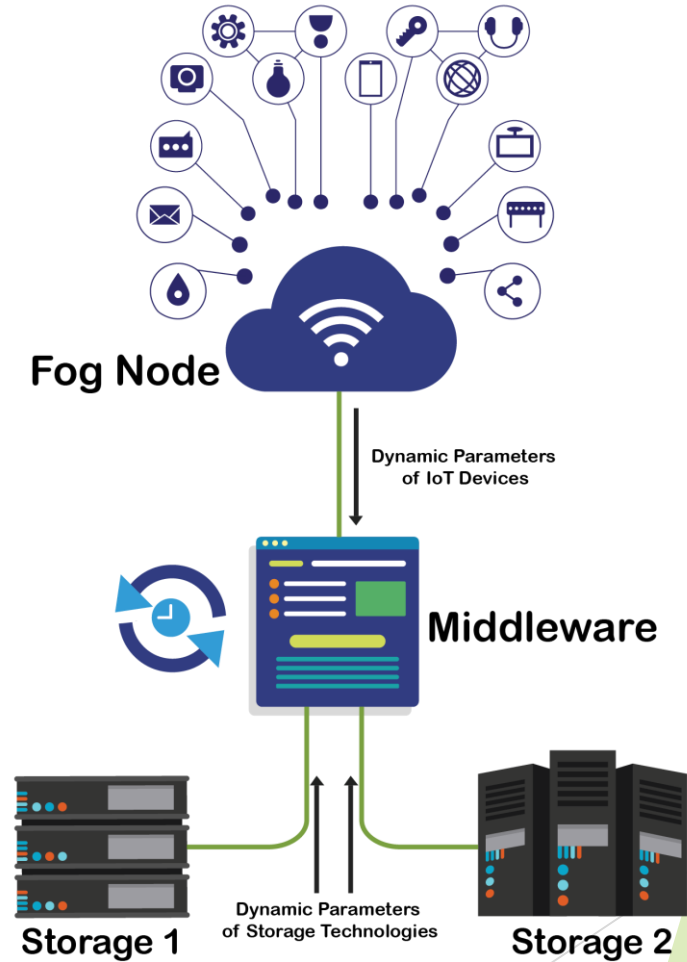 Fog Node
Dynamic Parameters
of IoT Devices
Middleware
Dynamic Parameters
of Storage Technologies
Storage 1
Storage 2